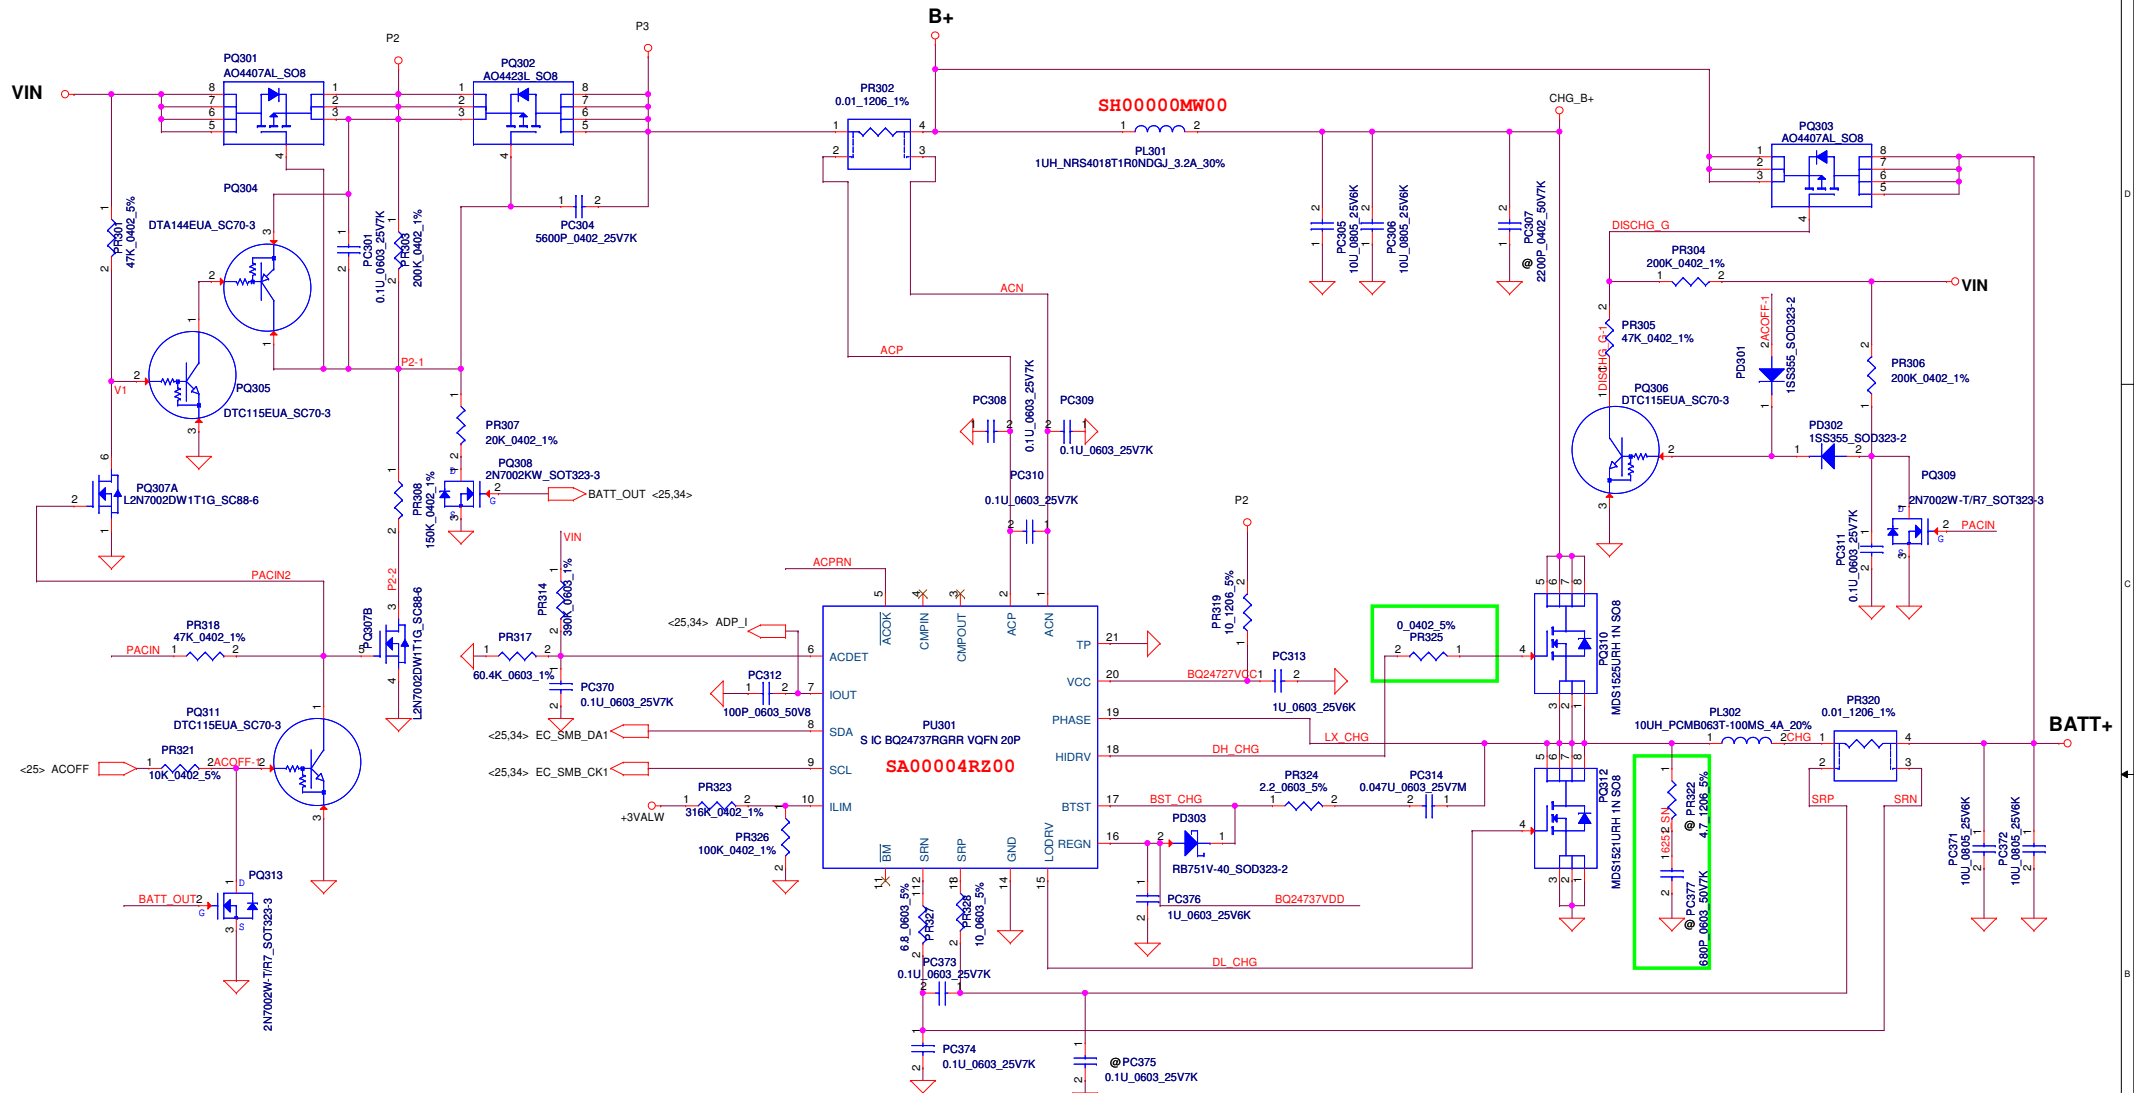 B+
P2
P3
VIN
PQ301
AO4407AL_SO8
PQ302
AO4423L_SO8
PR302
0.01_1206_1%
SH00000MW00
PL301
1UH_NRS4018T1R0NDGJ_3.2A_30%
CHG_B+
PQ303
AO4407AL_SO8
PR301
47K_0402_5%
PQ304
DTA144EUA_SC70-3
PC301
0.1U_0603_25V7K
PR303
200K_0402_1%
PC304
5600P_0402_25V7K
PC305
10U_0805_25V6K
PC306
10U_0805_25V6K
PC307
@
2200P_0402_50V7K
DISCHG_G
PR304
200K_0402_1%
VIN
ACN
ACP
PR305
47K_0402_1%
DISCHG_G-1
PD301
ACOFF-1
1SS355_SOD323-2
PR306
200K_0402_1%
P2-1
V1
PQ305
DTC115EUA_SC70-3
PQ306
DTC115EUA_SC70-3
PD302
1SS355_SOD323-2
PR307
20K_0402_1%
PC308
0.1U_0603_25V7K
PC309
0.1U_0603_25V7K
PC310
0.1U_0603_25V7K
PQ307A
L2N7002DW1T1G_SC88-6
PR308
150K_0402_1%
PQ308
2N7002KW_SOT323-3
BATT_OUT <25,34>
PQ309
2N7002W-T/R7_SOT323-3
PACIN
PC311
0.1U_0603_25V7K
P2
PR319
10_1206_5%
VIN
PR314
390K_0603_1%
ACPRN
PACIN2
P2-2
PQ307B
L2N7002DW1T1G_SC88-6
PR318
47K_0402_1%
PACIN
PR317
60.4K_0603_1%
PC370
0.1U_0603_25V7K
<25,34> ADP_I
PC312
100P_0603_50V8
<25,34> EC_SMB_DA1
<25,34> EC_SMB_CK1
ACOK
CMPIN
CMPOUT
ACP
ACN
ACDET
IOUT
SDA
SCL
ILIM
BM
SRN
SRP
GND
LODRV
TP
VCC
PHASE
HIDRV
BTST
REGN
PU301
S IC BQ24737RGRR VQFN 20P
SA00004RZ00
BQ24727VCC
PC313
1U_0603_25V6K
0_0402_5%
PR325
PQ310
MDS1525URH 1N SO8
LX_CHG
DH_CHG
PL302
10UH_PCMB063T-100MS_4A_20%
CHG
PR320
0.01_1206_1%
BATT+
PQ311
DTC115EUA_SC70-3
PR321
10K_0402_5%
<25> ACOFF
ACOFF-1
PR323
316K_0402_1%
+3VALW
PR326
100K_0402_1%
BST_CHG
PR324
2.2_0603_5%
PC314
0.047U_0603_25V7M
PD303
RB751V-40_SOD323-2
PQ312
MDS1521URH 1N SO8
@ PR322
4.7_1206_5%
@ PC377
680P_0603_50V7K
SRP
SRN
PC371
10U_0805_25V6K
PC372
10U_0805_25V6K
BATT_OUT
PQ313
2N7002W-T/R7_SOT323-3
PR327
6.8_0603_5%
PR328
10_0603_5%
PC376
1U_0603_25V6K
BQ24737VDD
DL_CHG
PC373
0.1U_0603_25V7K
PC374
0.1U_0603_25V7K
@ PC375
0.1U_0603_25V7K
D
C
B